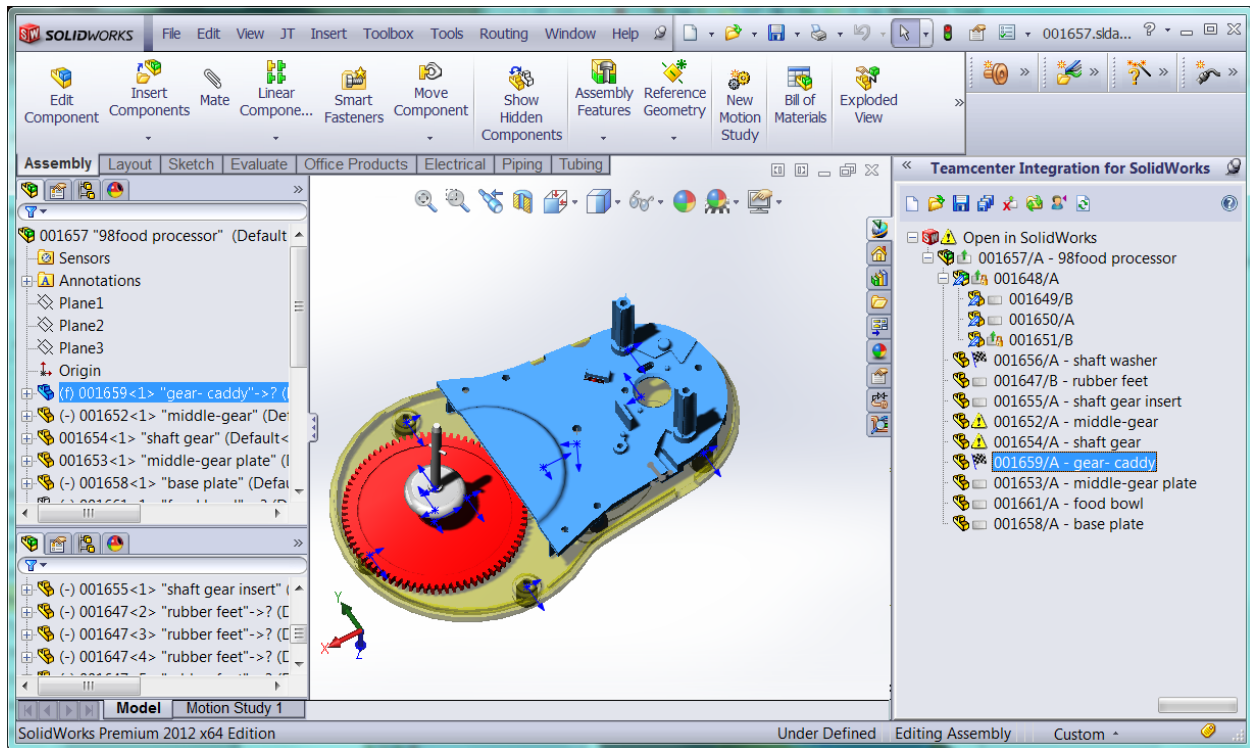 SOLIDWORKS File Edit View JT Insert Toolbox Tools Routing Window Help 001657.slda...
Edit Component
Insert Components
Mate
Linear Compone...
Smart Fasteners
Move Component
Show Hidden Components
Assembly Features
Reference Geometry
New Motion Study
Bill of Materials
Exploded View
Assembly Layout Sketch Evaluate Office Products Electrical Piping Tubing
001657 "98food processor" (Default
Sensors
Annotations
Plane1
Plane2
Plane3
Origin
(f) 001659<1> "gear- caddy"->? (
(-) 001652<1> "middle-gear" (De
001654<1> "shaft gear" (Default<
001653<1> "middle-gear plate" (
(-) 001658<1> "base plate" (Defau
(-) 001655<1> "shaft gear insert" (
(-) 001647<2> "rubber feet"->? (D
(-) 001647<3> "rubber feet"->? (D
(-) 001647<4> "rubber feet"->? (D
Y
X
Z
Teamcenter Integration for SolidWorks
Open in SolidWorks
001657/A - 98food processor
001648/A
001649/B
001650/A
001651/B
001656/A - shaft washer
001647/B - rubber feet
001655/A - shaft gear insert
001652/A - middle-gear
001654/A - shaft gear
001659/A - gear- caddy
001653/A - middle-gear plate
001661/A - food bowl
001658/A - base plate
Model Motion Study 1
SolidWorks Premium 2012 x64 Edition Under Defined Editing Assembly Custom